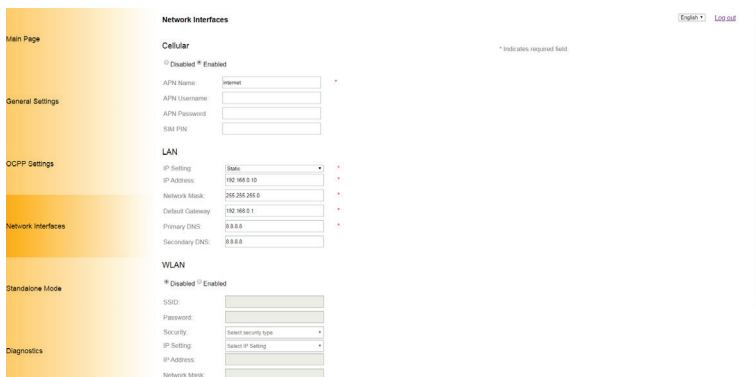 Main Page
General Settings
OCPP Settings
Network Interfaces
Standalone Mode
Diagnostics
Network Interfaces
English
Log out
* Indicates required field
Cellular
Disabled Enabled
APN Name: internet *
APN Username:
APN Password:
SIM PIN:
LAN
IP Setting: Static *
IP Address: 192.168.0.10 *
Network Mask: 255.255.255.0 *
Default Gateway: 192.168.0.1 *
Primary DNS: 8.8.8.8 *
Secondary DNS: 8.8.8.8
WLAN
Disabled Enabled
SSID:
Password:
Security: Select security type
IP Setting: Select IP Setting
IP Address:
Network Mask: